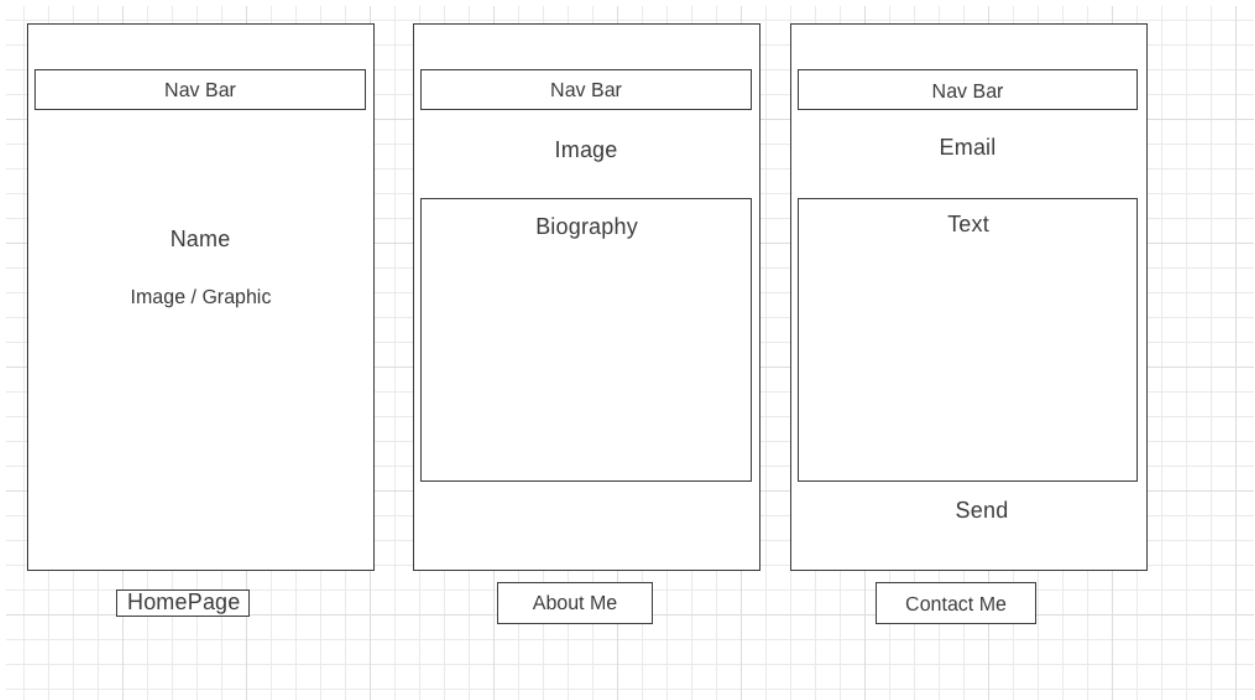 Nav Bar
Name
Image / Graphic
HomePage
Nav Bar
Image
Biography
About Me
Nav Bar
Email
Text
Send
Contact Me